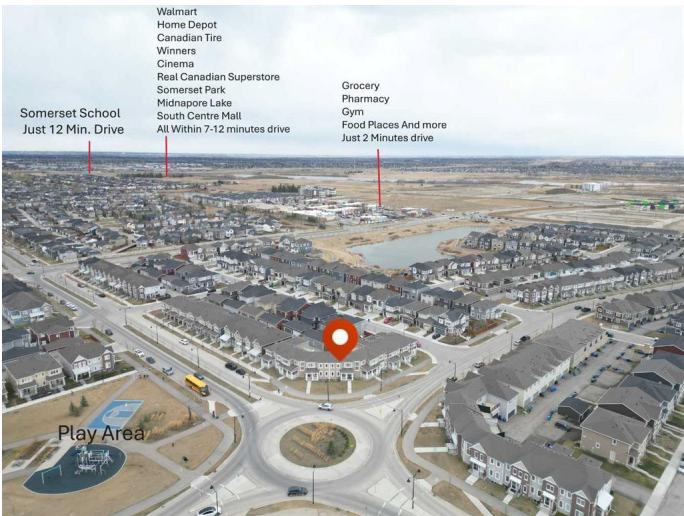 Walmart
Home Depot
Canadian Tire
Winners
Cinema
Real Canadian Superstore
Somerset Park
Midnapore Lake
South Centre Mall
All Within 7-12 minutes drive
Somerset School
Just 12 Min. Drive
Grocery
Pharmacy
Gym
Food Places And more
Just 2 Minutes drive
Play Area